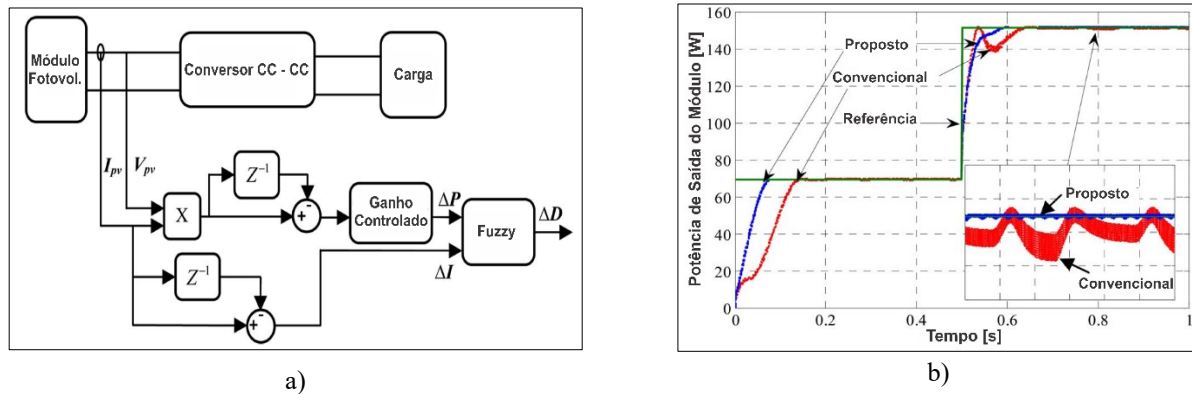 Módulo
Fotovol.
Conversor CC - CC
Carga
Ipv
Vpv
Z⁻¹
X
+
-
Ganho
Controlado
ΔP
Fuzzy
ΔD
ΔI
Z⁻¹
+
-
a)
Potência de Saída do Módulo [W]
160
140
120
100
80
60
40
20
0
Proposto
Convencional
Referência
Proposto
Convencional
0
0.2
0.4
0.6
0.8
1
Tempo [s]
b)